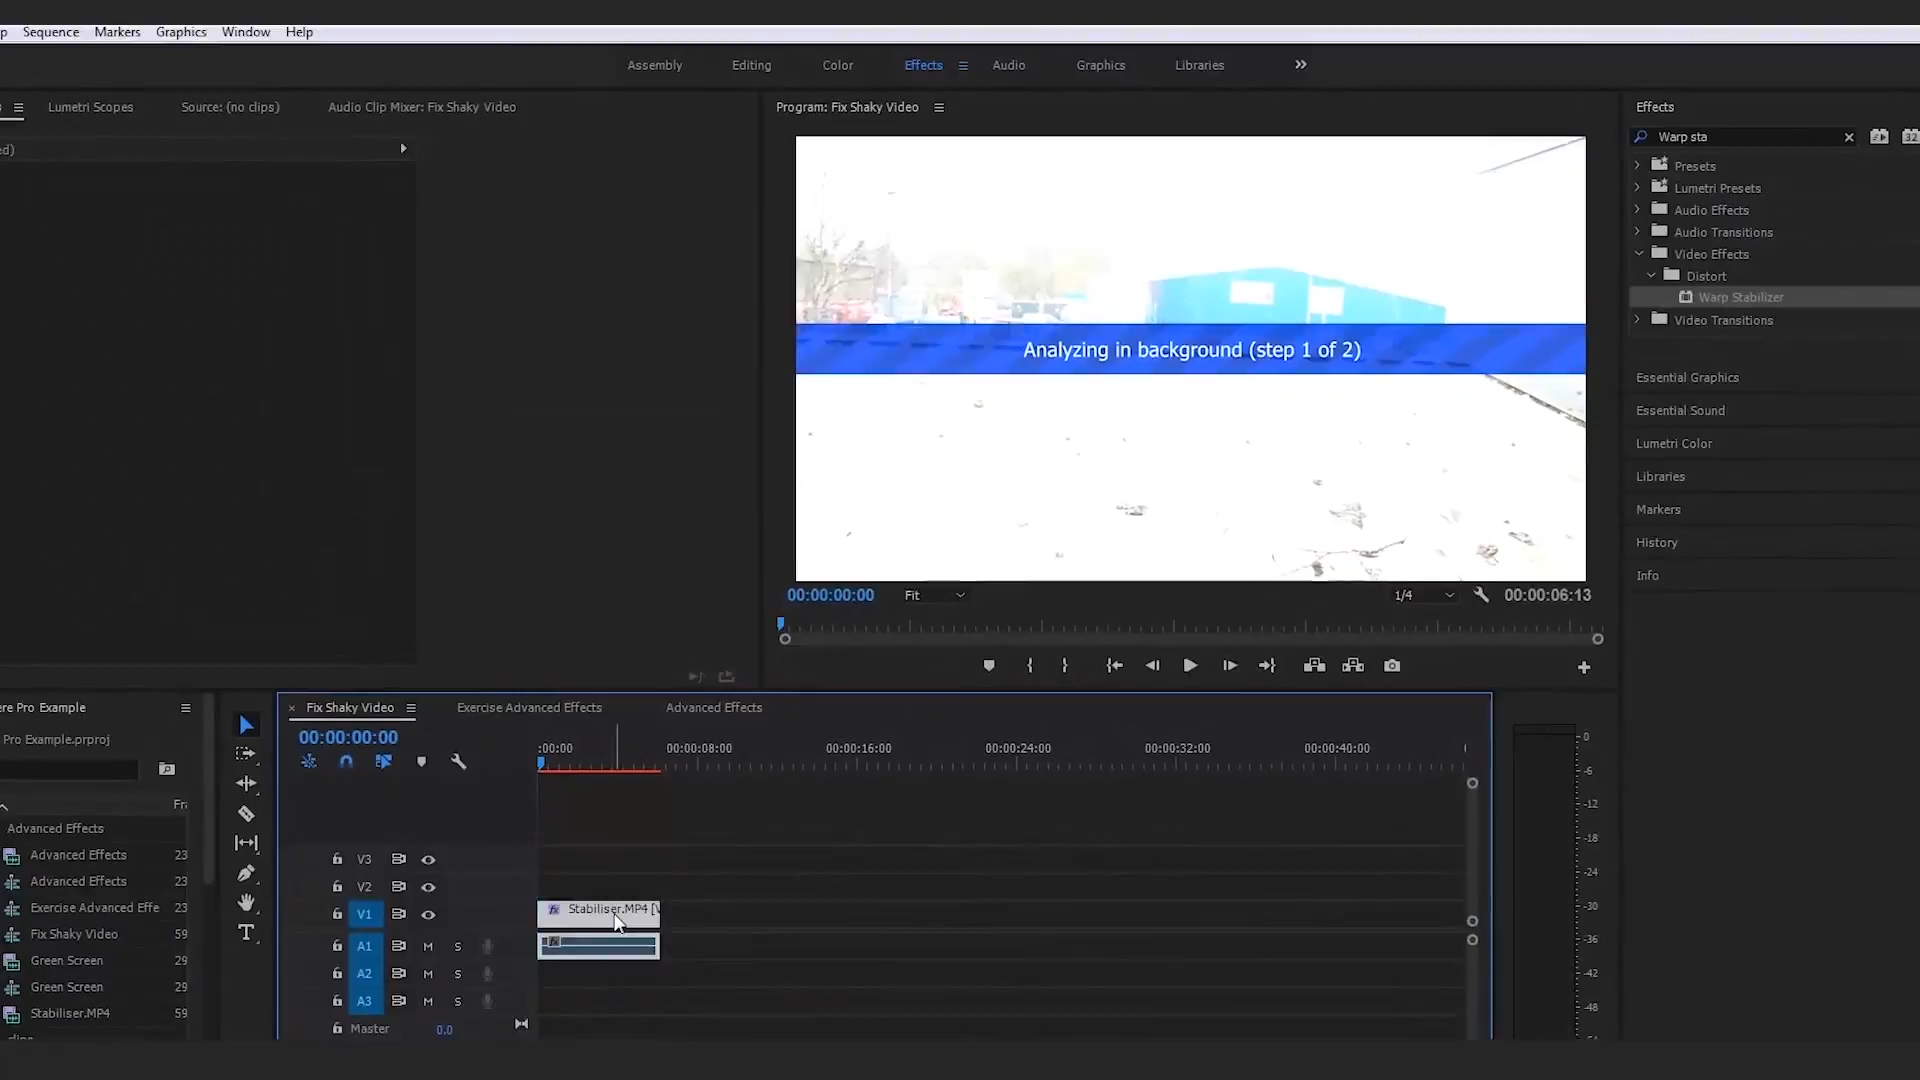 p Sequence Markers Graphics Window Help
Assembly Editing Color Effects Audio Graphics Libraries
Lumetri Scopes Source: (no clips) Audio Clip Mixer: Fix Shaky Video
ed)
Program: Fix Shaky Video
Analyzing in background (step 1 of 2)
00:00:00:00 Fit 1/4 00:00:06:13
Effects
Warp sta
32
Presets
Lumetri Presets
Audio Effects
Audio Transitions
Video Effects
Distort
Warp Stabilizer
Video Transitions
Essential Graphics
Essential Sound
Lumetri Color
Libraries
Markers
History
Info
ere Pro Example
Pro Example.prproj
Fra
Advanced Effects
Advanced Effects 23
Advanced Effects 23
Exercise Advanced Effe 23
Fix Shaky Video 59
Green Screen 29
Green Screen 29
Stabiliser.MP4 59
Fix Shaky Video Exercise Advanced Effects Advanced Effects
00:00:00:00
:00:00 00:00:08:00 00:00:16:00 00:00:24:00 00:00:32:00 00:00:40:00
V3
V2
V1
fx Stabiliser.MP4 [V
A1 M S
fx
A2 M S
A3 M S
Master 0.0
0
-6
-12
-18
-24
-30
-36
-42
-48